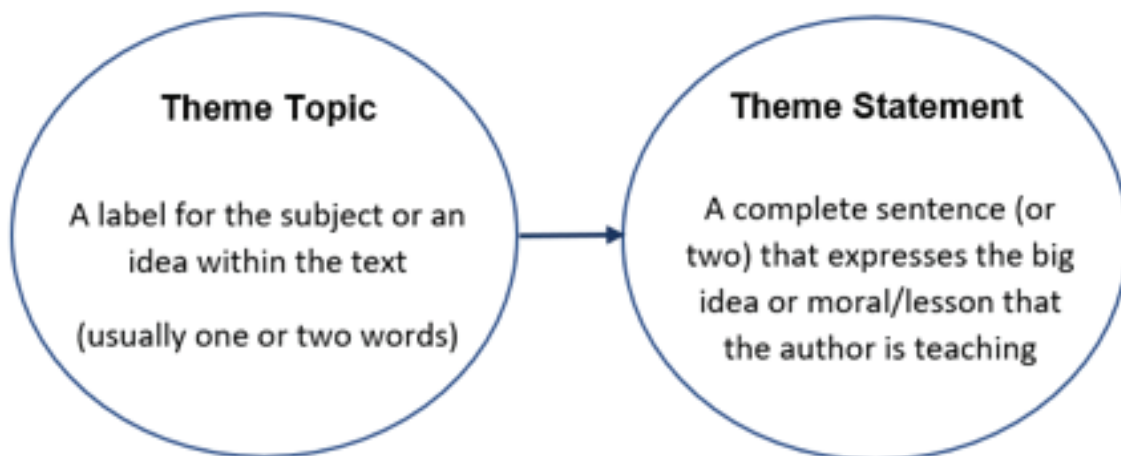 Theme Topic
A label for the subject or an
idea within the text
(usually one or two words)
Theme Statement
A complete sentence (or
two) that expresses the big
idea or moral/lesson that
the author is teaching